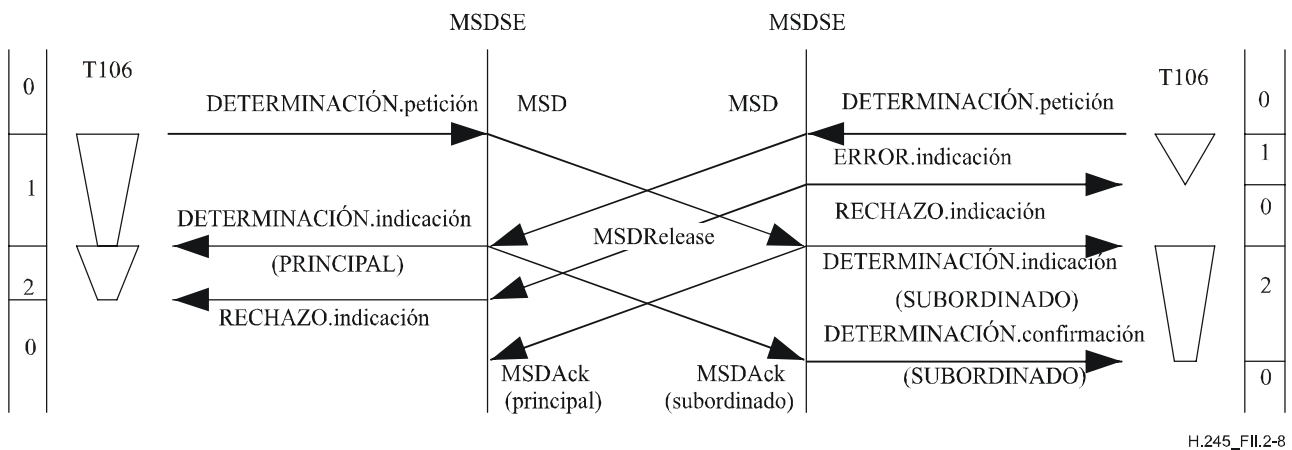 MSDSE
MSDSE
T106
T106
0
0
DETERMINACIÓN.petición
MSD
MSD
DETERMINACIÓN.petición
ERROR.indicación
1
1
DETERMINACIÓN.indicación
RECHAZO.indicación
0
MSDRelease
(PRINCIPAL)
DETERMINACIÓN.indicación
2
2
(SUBORDINADO)
RECHAZO.indicación
DETERMINACIÓN.confirmación
0
MSDAck
(principal)
MSDAck
(subordinado)
(SUBORDINADO)
0
H.245_FII.2-8